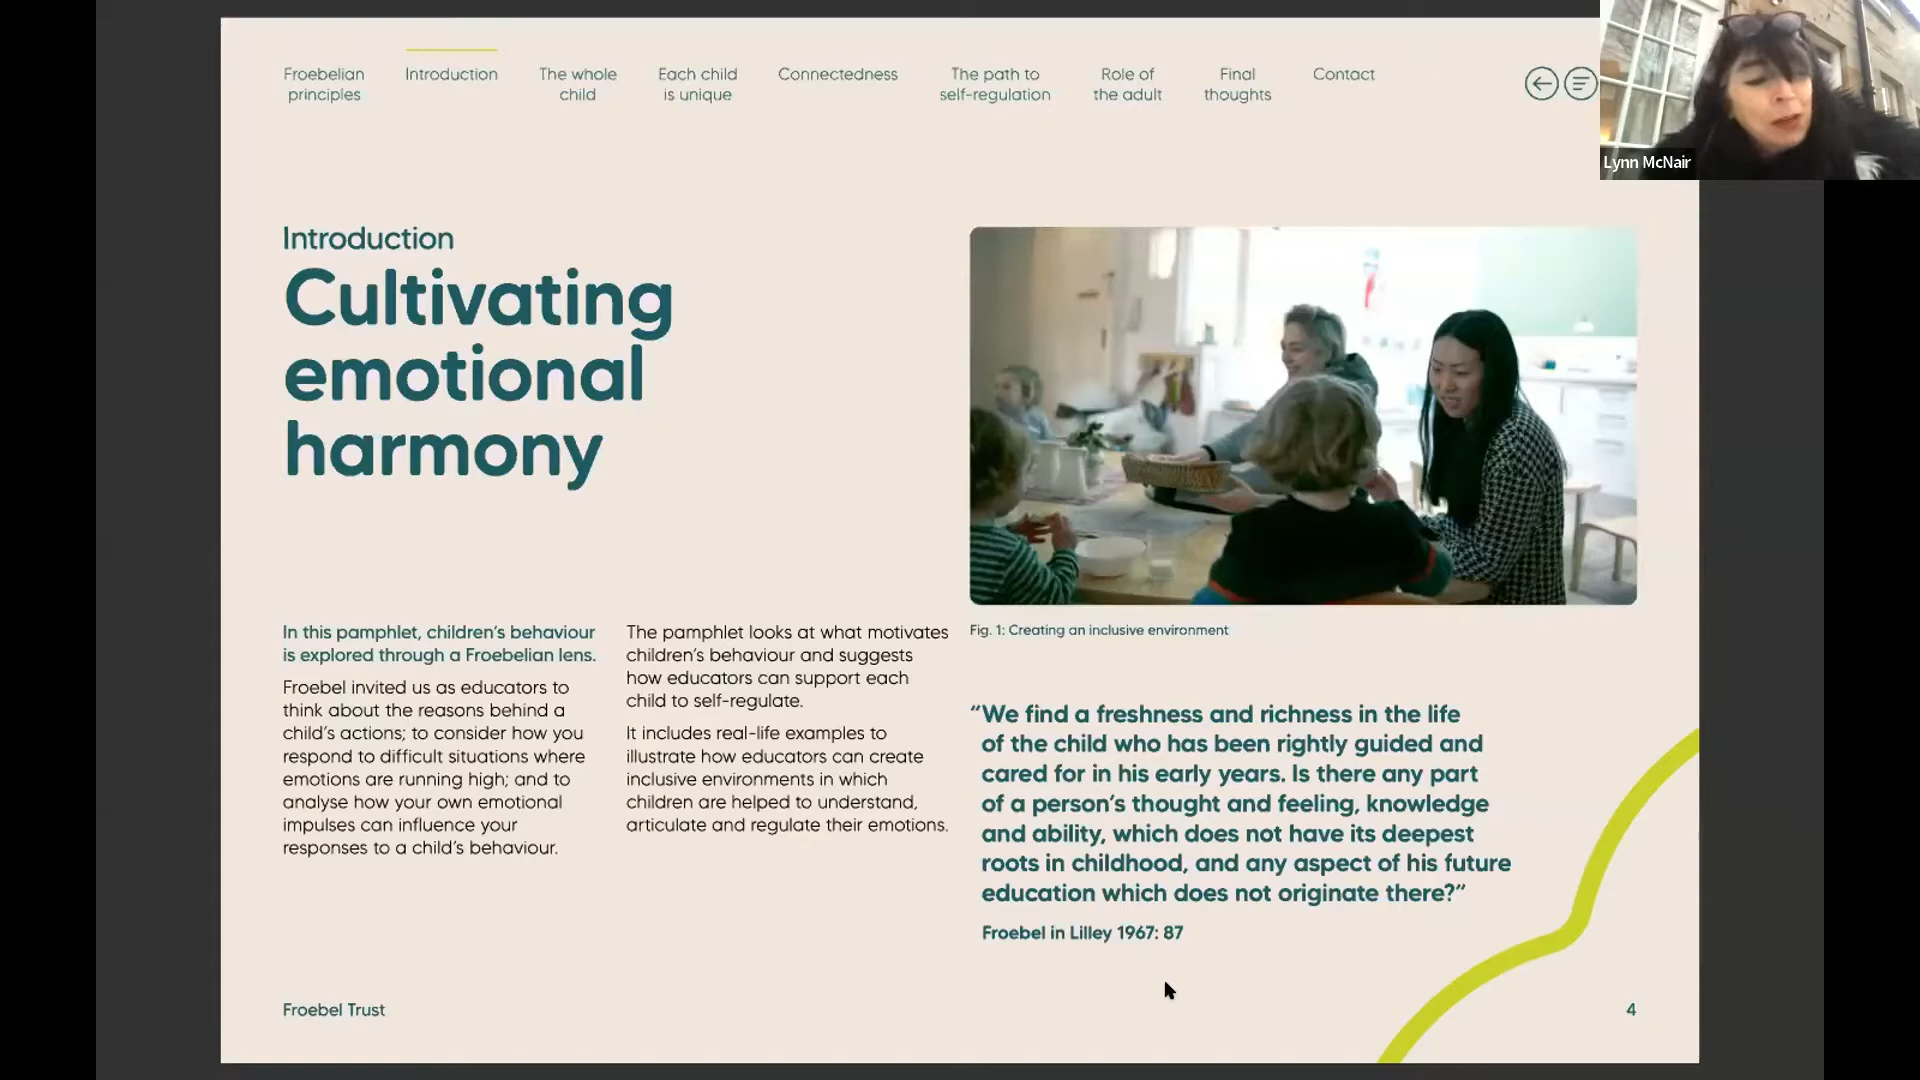 Froebelian
principles
Introduction
The whole
child
Each child
is unique
Connectedness
The path to
self-regulation
Role of
the adult
Final
thoughts
Contact
Lynn McNair
Introduction
Cultivating
emotional
harmony
In this pamphlet, children's behaviour
is explored through a Froebelian lens.
Froebel invited us as educators to
think about the reasons behind a
child's actions; to consider how you
respond to difficult situations where
emotions are running high; and to
analyse how your own emotional
impulses can influence your
responses to a child's behaviour.
The pamphlet looks at what motivates
children's behaviour and suggests
how educators can support each
child to self-regulate.
It includes real-life examples to
illustrate how educators can create
inclusive environments in which
children are helped to understand,
articulate and regulate their emotions.
Fig. 1: Creating an inclusive environment
"We find a freshness and richness in the life
of the child who has been rightly guided and
cared for in his early years. Is there any part
of a person's thought and feeling, knowledge
and ability, which does not have its deepest
roots in childhood, and any aspect of his future
education which does not originate there?"
Froebel in Lilley 1967: 87
Froebel Trust
4